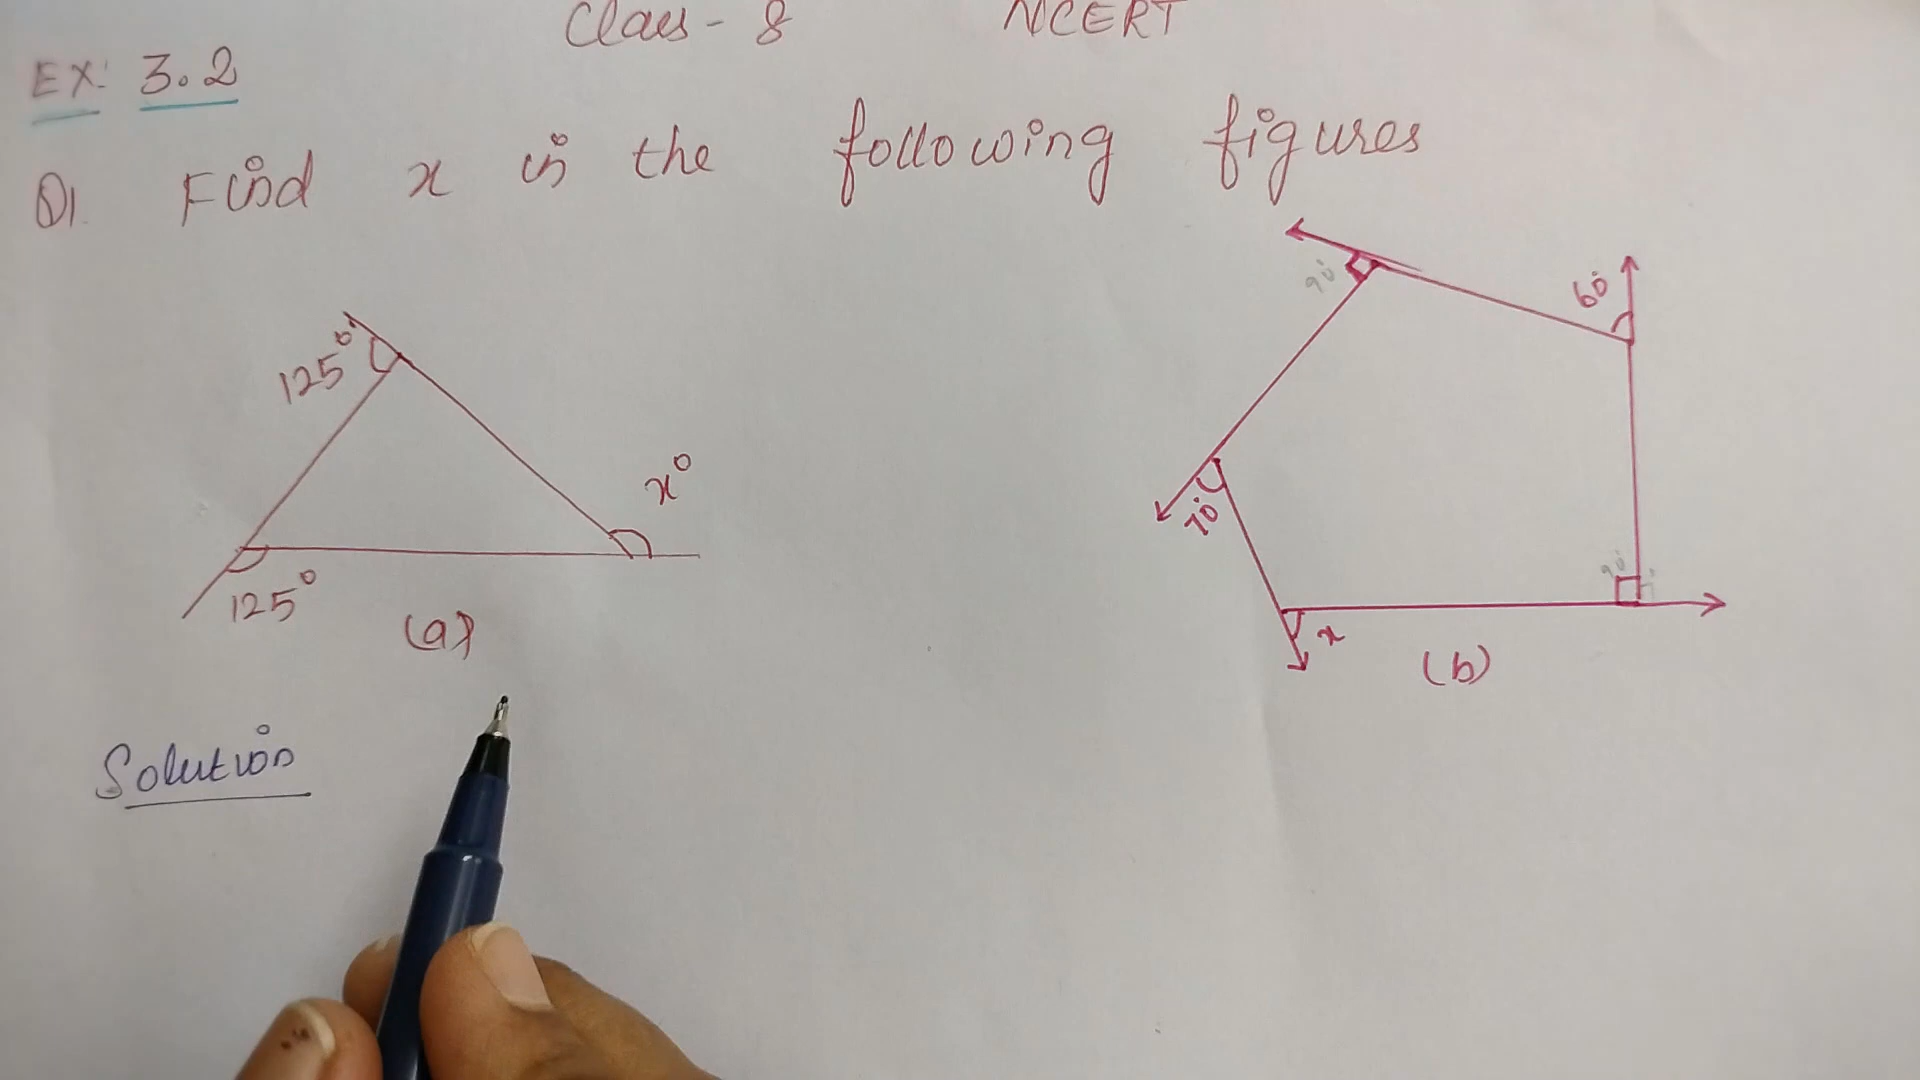 Class - 8 NCERT
EX: 3.2
Q1. Find x in the following figures
125°
x°
125°
(a)
90°
60°
70°
90°
x
(b)
Solution